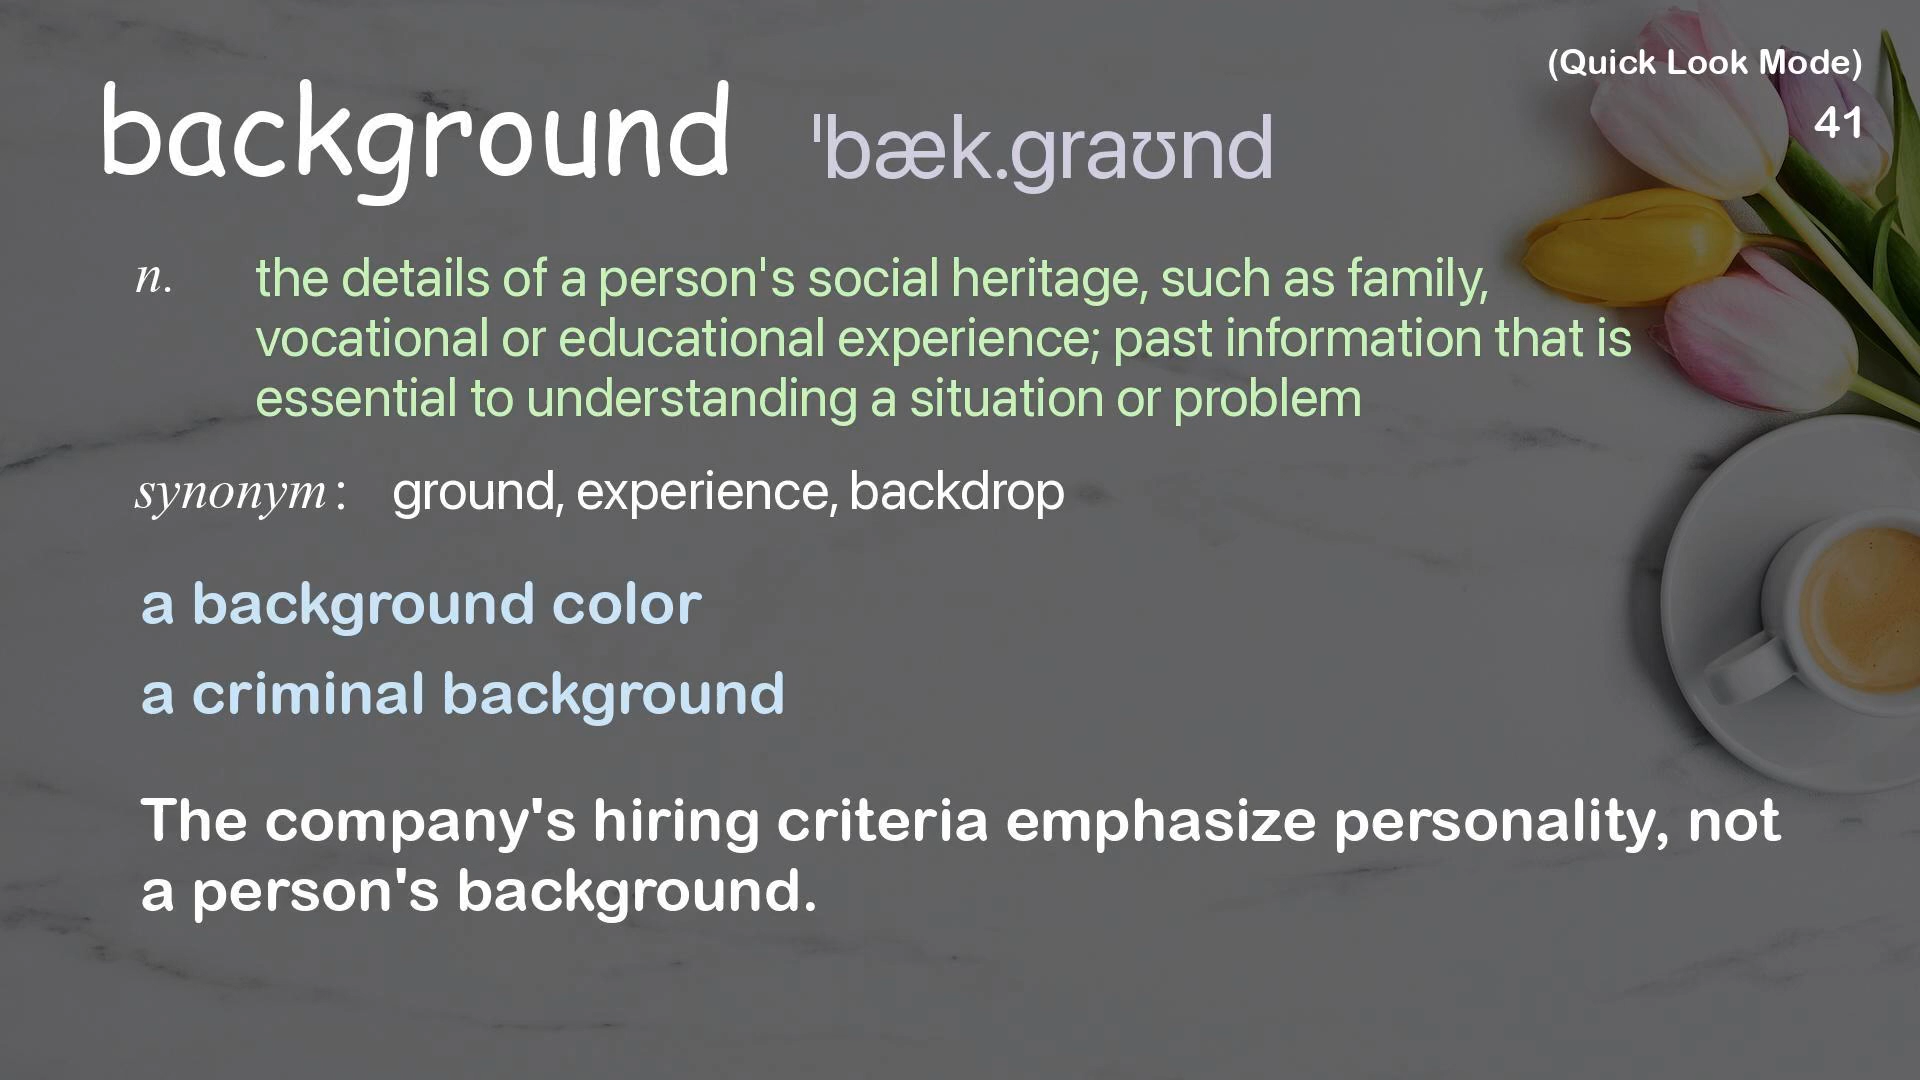 (Quick Look Mode)
background ˈbæk.graʊnd
41
n. the details of a person's social heritage, such as family,
vocational or educational experience; past information that is
essential to understanding a situation or problem
synonym: ground, experience, backdrop
a background color
a criminal background
The company's hiring criteria emphasize personality, not
a person's background.